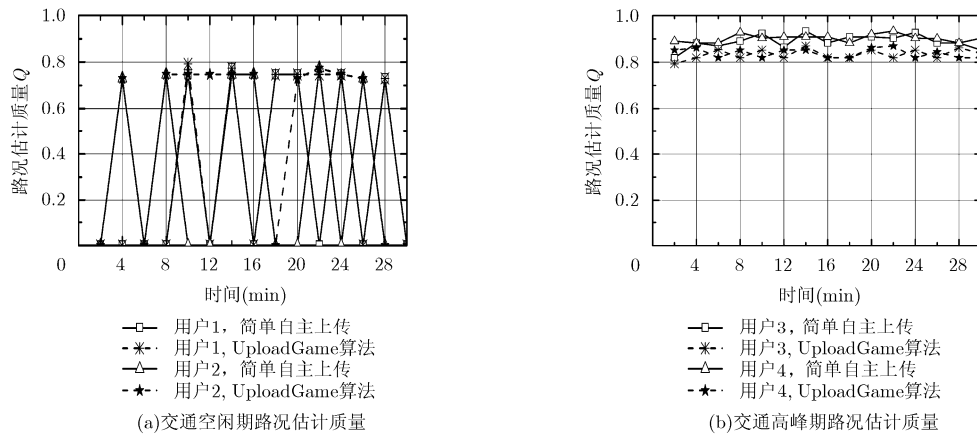 1.0
0.8
0.6
0.4
0.2
0
4
8
12
16
20
24
28
路况估计质量Q
时间(min)
用户1，简单自主上传
用户1, UploadGame算法
用户2，简单自主上传
用户2, UploadGame算法
(a)交通空闲期路况估计质量
1.0
0.8
0.6
0.4
0.2
0
4
8
12
16
20
24
28
路况估计质量Q
时间(min)
用户3，简单自主上传
用户3, UploadGame算法
用户4，简单自主上传
用户4, UploadGame算法
(b)交通高峰期路况估计质量